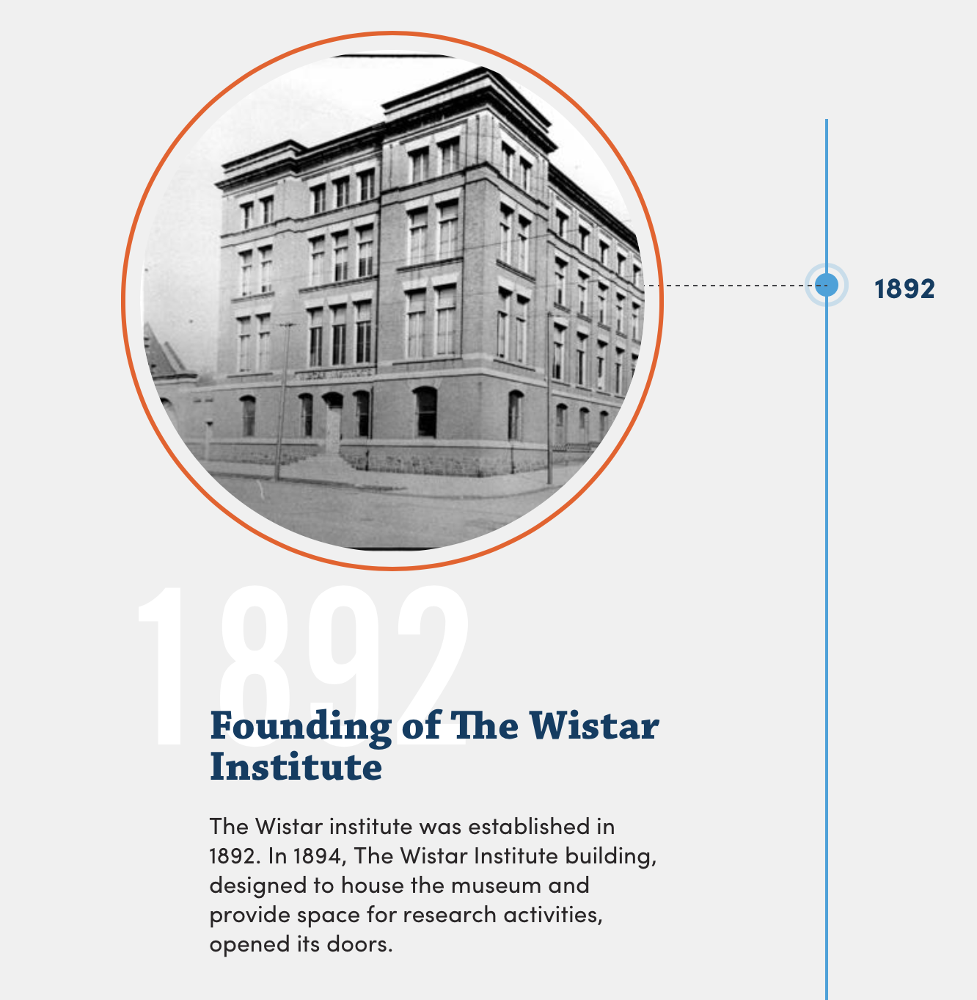 1892
1892
Founding of The Wistar
Institute
The Wistar institute was established in
1892. In 1894, The Wistar Institute building,
designed to house the museum and
provide space for research activities,
opened its doors.